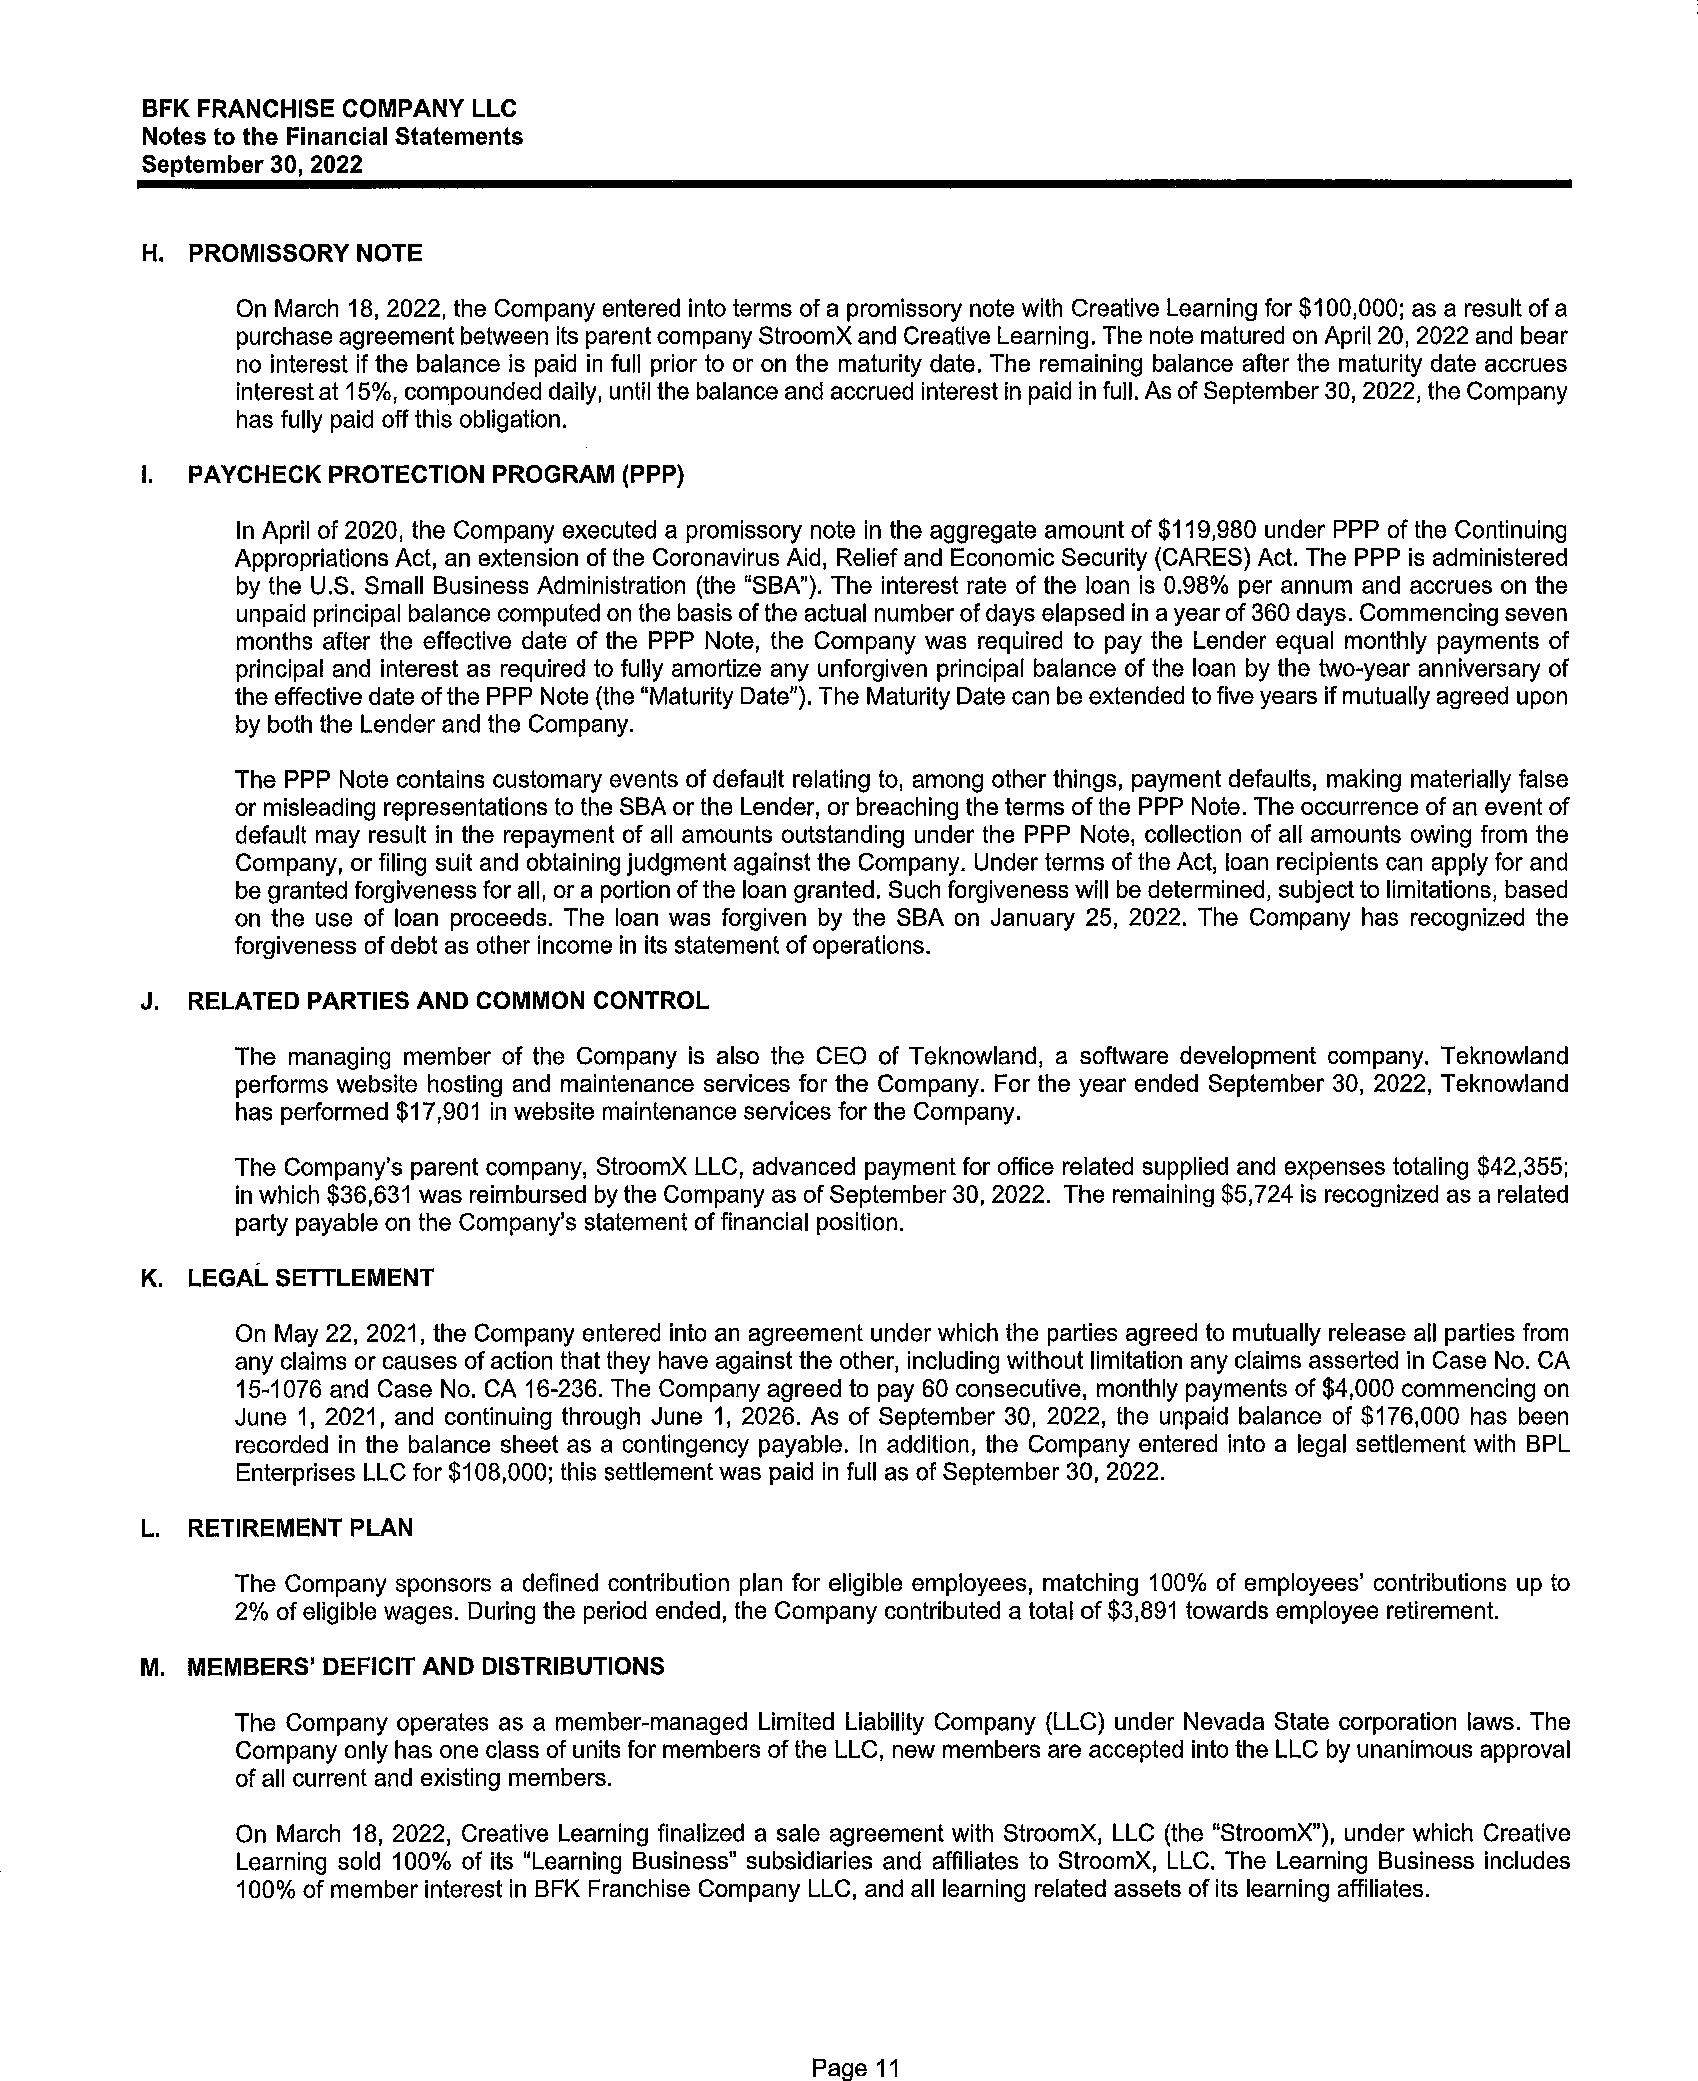 BFK FRANCHISE COMPANY LLC
Notes to the Financial Statements
September 30, 2022
H. PROMISSORY NOTE
On March 18, 2022, the Company entered into terms of a promissory note with Creative Learning for $100,000; as a result of a
purchase agreement between its parent company StroomX and Creative Learning. The note matured on April 20, 2022 and bear
no interest if the balance is paid in full prior to or on the maturity date. The remaining balance after the maturity date accrues
interest at 15%, compounded daily, until the balance and accrued interest in paid in full. As of September 30, 2022, the Company
has fully paid off this obligation.
I. PAYCHECK PROTECTION PROGRAM (PPP)
In April of 2020, the Company executed a promissory note in the aggregate amount of $119,980 under PPP of the Continuing
Appropriations Act, an extension of the Coronavirus Aid, Relief and Economic Security (CARES) Act. The PPP is administered
by the U.S. Small Business Administration (the “SBA”). The interest rate of the loan is 0.98% per annum and accrues on the
unpaid principal balance computed on the basis of the actual number of days elapsed in a year of 360 days. Commencing seven
months after the effective date of the PPP Note, the Company was required to pay the Lender equal monthly payments of
principal and interest as required to fully amortize any unforgiven principal balance of the loan by the two-year anniversary of
the effective date of the PPP Note (the “Maturity Date”). The Maturity Date can be extended to five years if mutually agreed upon
by both the Lender and the Company.
The PPP Note contains customary events of default relating to, among other things, payment defaults, making materially false
or misleading representations to the SBA or the Lender, or breaching the terms of the PPP Note. The occurrence of an event of
default may result in the repayment of all amounts outstanding under the PPP Note, collection of all amounts owing from the
Company, or filing suit and obtaining judgment against the Company. Under terms of the Act, loan recipients can apply for and
be granted forgiveness for all, or a portion of the loan granted. Such forgiveness will be determined, subject to limitations, based
on the use of loan proceeds. The loan was forgiven by the SBA on January 25, 2022. The Company has recognized the
forgiveness of debt as other income in its statement of operations.
J. RELATED PARTIES AND COMMON CONTROL
The managing member of the Company is also the CEO of Teknowland, a software development company. Teknowland
performs website hosting and maintenance services for the Company. For the year ended September 30, 2022, Teknowland
has performed $17,901 in website maintenance services for the Company.
The Company’s parent company, StroomX LLC, advanced payment for office related supplied and expenses totaling $42,355;
in which $36,631 was reimbursed by the Company as of September 30, 2022. The remaining $5,724 is recognized as a related
party payable on the Company’s statement of financial position.
K. LEGAL SETTLEMENT
On May 22, 2021, the Company entered into an agreement under which the parties agreed to mutually release all parties from
any claims or causes of action that they have against the other, including without limitation any claims asserted in Case No. CA
15-1076 and Case No. CA 16-236. The Company agreed to pay 60 consecutive, monthly payments of $4,000 commencing on
June 1, 2021, and continuing through June 1, 2026. As of September 30, 2022, the unpaid balance of $176,000 has been
recorded in the balance sheet as a contingency payable. In addition, the Company entered into a legal settlement with BPL
Enterprises LLC for $108,000; this settlement was paid in full as of September 30, 2022.
L. RETIREMENT PLAN
The Company sponsors a defined contribution plan for eligible employees, matching 100% of employees’ contributions up to
2% of eligible wages. During the period ended, the Company contributed a total of $3,891 towards employee retirement.
M. MEMBERS’ DEFICIT AND DISTRIBUTIONS
The Company operates as a member-managed Limited Liability Company (LLC) under Nevada State corporation laws. The
Company only has one class of units for members of the LLC, new members are accepted into the LLC by unanimous approval
of all current and existing members.
On March 18, 2022, Creative Learning finalized a sale agreement with StroomX, LLC (the “StroomX”), under which Creative
Learning sold 100% of its “Learning Business” subsidiaries and affiliates to StroomX, LLC. The Learning Business includes
100% of member interest in BFK Franchise Company LLC, and all learning related assets of its learning affiliates.
Page 11